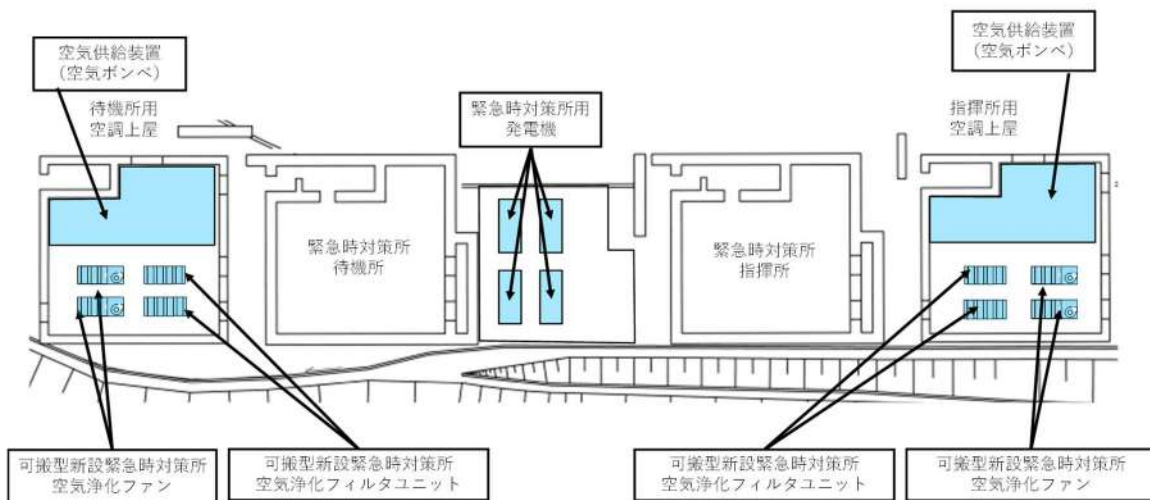 空気供給装置
(空気ボンベ)
空気供給装置
(空気ボンベ)
待機所用
空調上屋
緊急時対策所用
発電機
指揮所用
空調上屋
緊急時対策所
待機所
緊急時対策所
指揮所
可搬型新設緊急時対策所
空気浄化ファン
可搬型新設緊急時対策所
空気浄化フィルタユニット
可搬型新設緊急時対策所
空気浄化フィルタユニット
可搬型新設緊急時対策所
空気浄化ファン